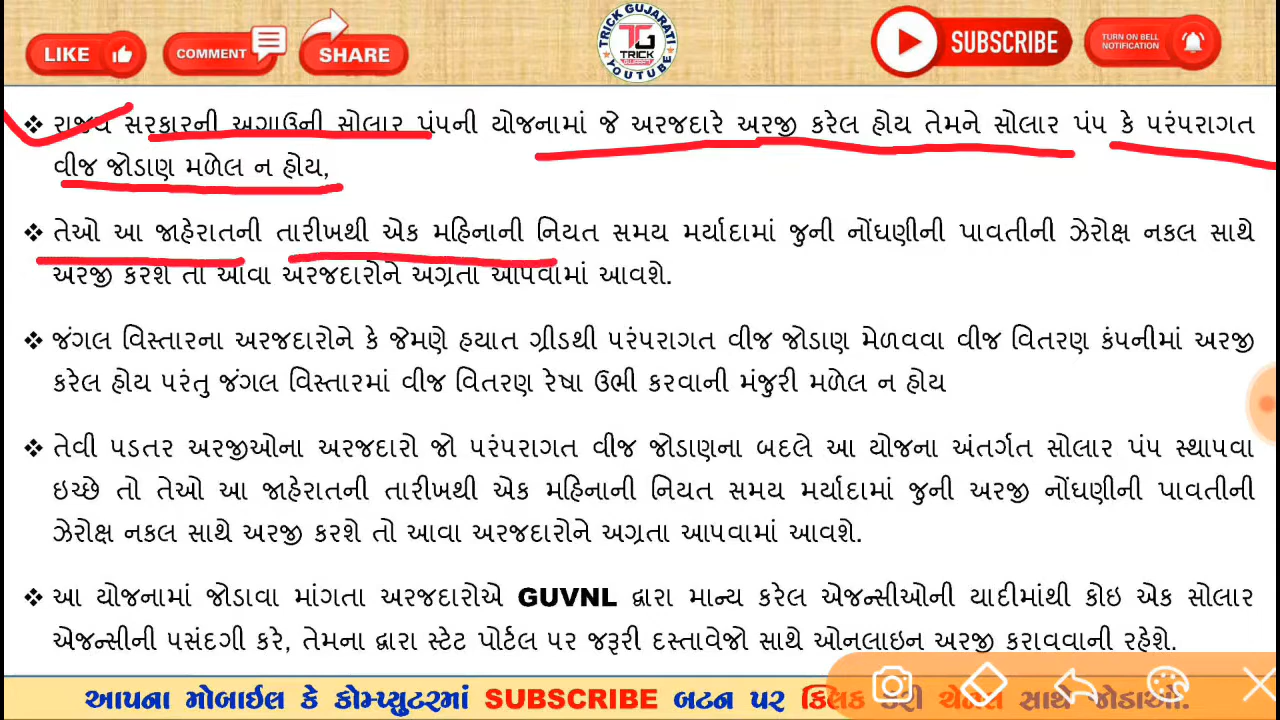 LIKE
COMMENT
SHARE
TRICK GUJARATI
TG
TRICK
YOUTUBE
SUBSCRIBE
TURN ON BELL
NOTIFICATION
❖ રાજ્ય સરકારની અગાઉની સોલાર પંપની યોજનામાં જે અરજદારે અરજી કરેલ હોય તેમને સોલાર પંપ કે પરંપરાગત
વીજ જોડાણ મળેલ ન હોય,
❖ તેઓ આ જાહેરાતની તારીખથી એક મહિનાની નિયત સમય મર્યાદામાં જુની નોંધણીની પાવતીની ઝેરોક્ષ નકલ સાથે
અરજી કરશે તો આવા અરજદારોને અગ્રતા આપવામાં આવશે.
❖ જંગલ વિસ્તારના અરજદારોને કે જેમણે હયાત ગ્રીડથી પરંપરાગત વીજ જોડાણ મેળવવા વીજ વિતરણ કંપનીમાં અરજી
કરેલ હોય પરંતુ જંગલ વિસ્તારમાં વીજ વિતરણ રેષા ઉભી કરવાની મંજુરી મળેલ ન હોય
❖ તેવી પડતર અરજીઓના અરજદારો જો પરંપરાગત વીજ જોડાણના બદલે આ યોજના અંતર્ગત સોલાર પંપ સ્થાપવા
ઇચ્છે તો તેઓ આ જાહેરાતની તારીખથી એક મહિનાની નિયત સમય મર્યાદામાં જુની અરજી નોંઘણીની પાવતીની
ઝેરોક્ષ નકલ સાથે અરજી કરશે તો આવા અરજદારોને અગ્રતા આપવામાં આવશે.
❖ આ યોજનામાં જોડાવા માંગતા અરજદારોએ GUVNL દ્વારા માન્ય કરેલ એજન્સીઓની યાદીમાંથી કોઇ એક સોલાર
એજન્સીની પસંદગી કરે, તેમના દ્વારા સ્ટેટ પોર્ટલ પર જરૂરી દસ્તાવેજો સાથે ઓનલાઇન અરજી કરાવવાની રહેશે.
આપના મોબાઈલ કે કોમ્પ્યુટરમાં SUBSCRIBE બટન પર ક્લિક કરી ચેનલ સાથે જોડાઓ.